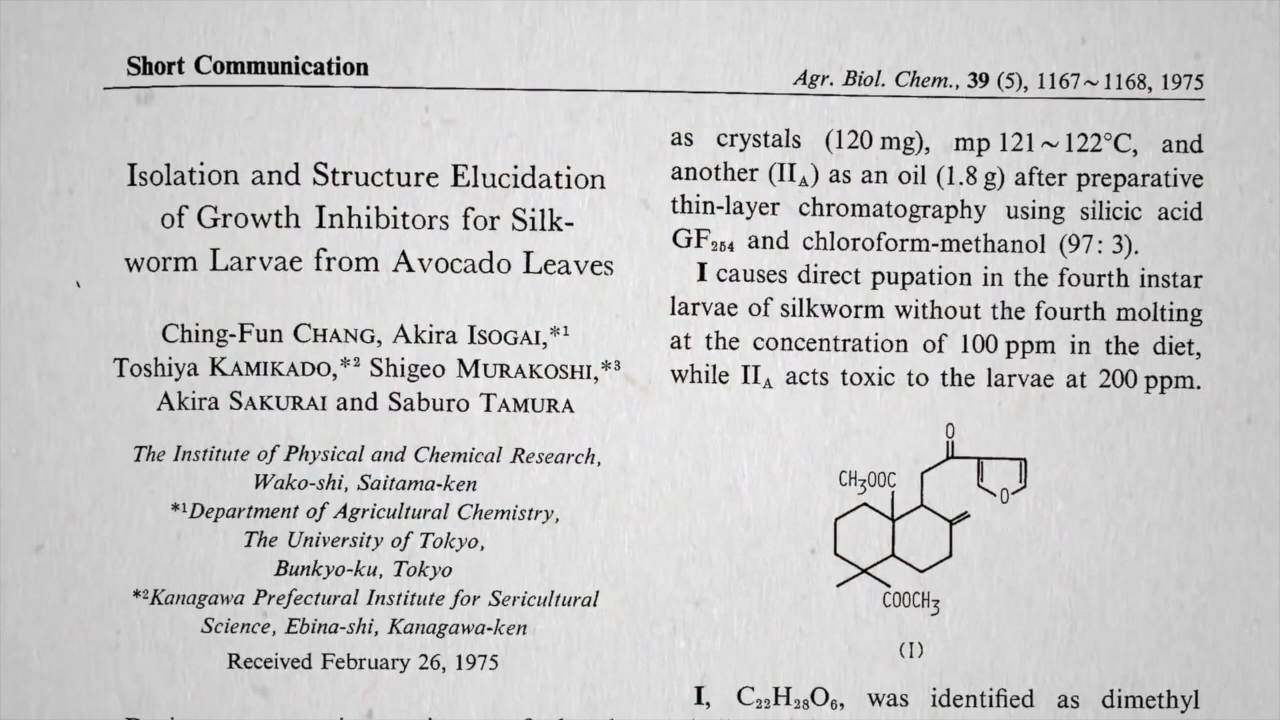 Short Communication
Agr. Biol. Chem., 39 (5), 1167~1168, 1975
Isolation and Structure Elucidation
of Growth Inhibitors for Silk-
worm Larvae from Avocado Leaves
Ching-Fun CHANG, Akira ISOGAI,*1
Toshiya KAMIKADO,*2 Shigeo MURAKOSHI,*3
Akira SAKURAI and Saburo TAMURA
The Institute of Physical and Chemical Research,
Wako-shi, Saitama-ken
*1Department of Agricultural Chemistry,
The University of Tokyo,
Bunkyo-ku, Tokyo
*2Kanagawa Prefectural Institute for Sericultural
Science, Ebina-shi, Kanagawa-ken
Received February 26, 1975
as crystals (120 mg), mp 121~122°C, and
another (IIA) as an oil (1.8 g) after preparative
thin-layer chromatography using silicic acid
GF254 and chloroform-methanol (97: 3).
I causes direct pupation in the fourth instar
larvae of silkworm without the fourth molting
at the concentration of 100 ppm in the diet,
while IIA acts toxic to the larvae at 200 ppm.
O
CH3OOC
O
COOCH3
(I)
I, C22H28O6, was identified as dimethyl